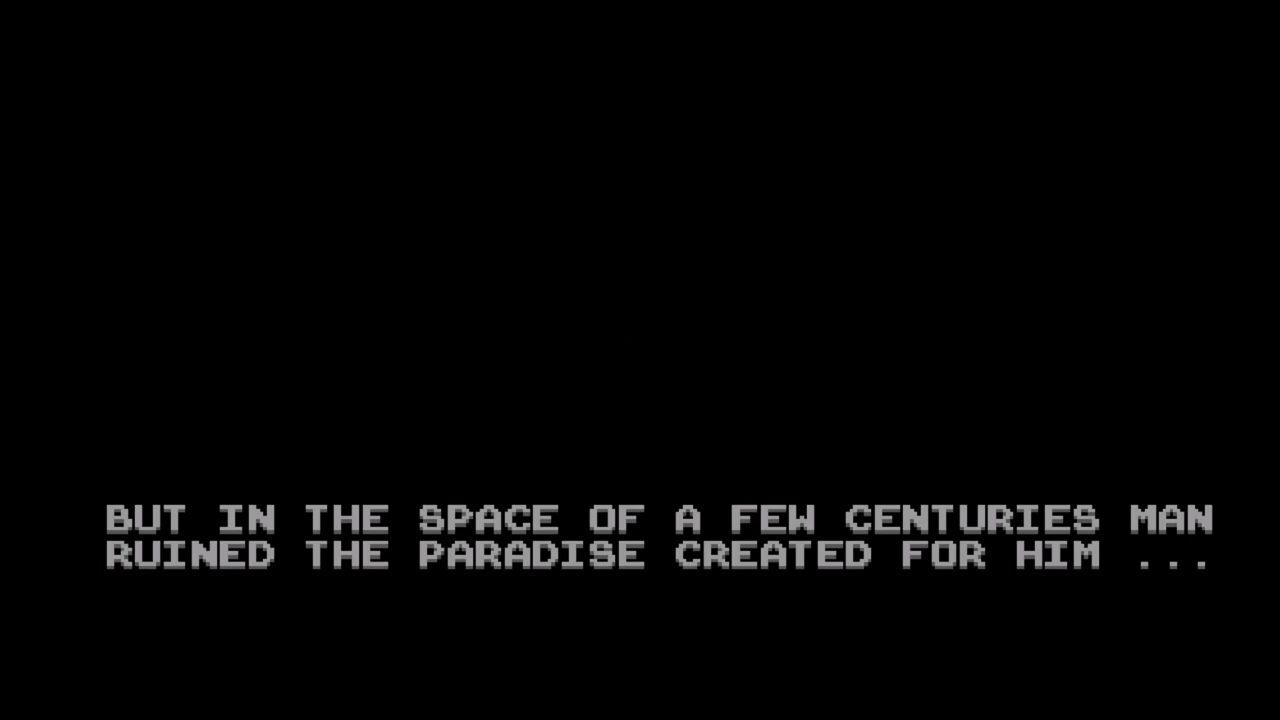 BUT IN THE SPACE OF A FEW CENTURIES MAN
RUINED THE PARADISE CREATED FOR HIM ...